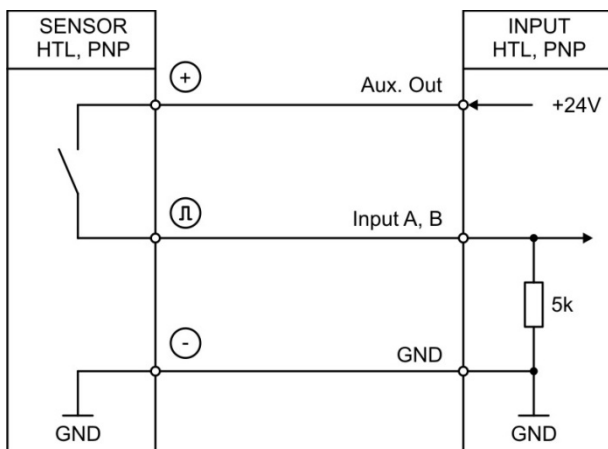 SENSOR
HTL, PNP
INPUT
HTL, PNP
+
Aux. Out
+24V
Input A, B
5k
-
GND
GND
GND